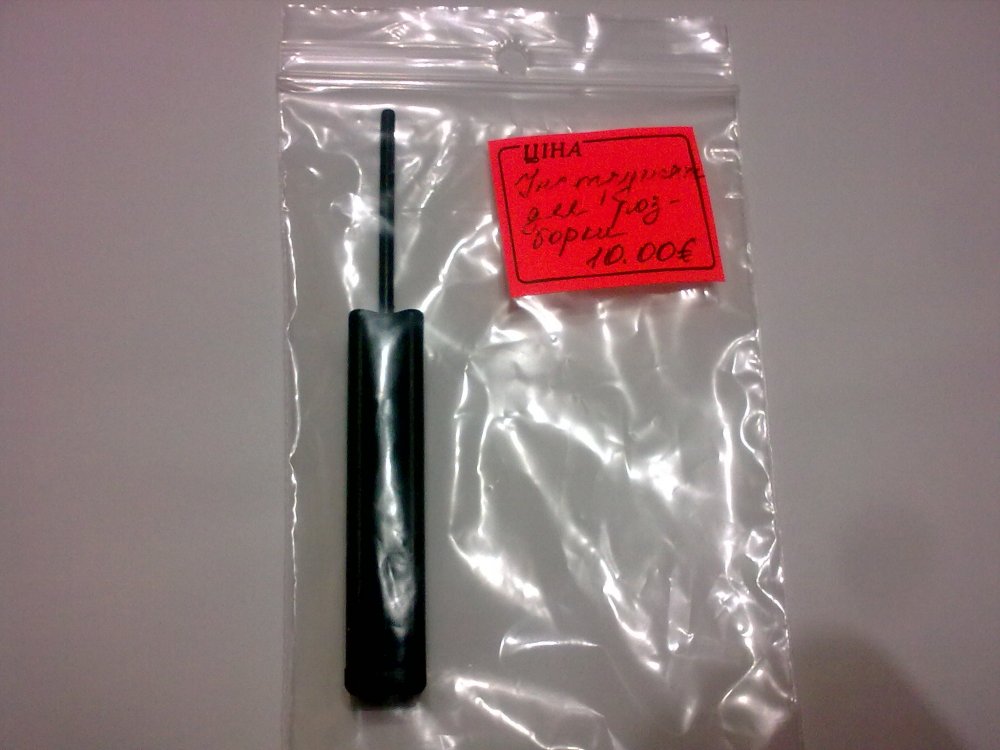 ЦІНА
Інструмент
для роз-
борки
10.00€